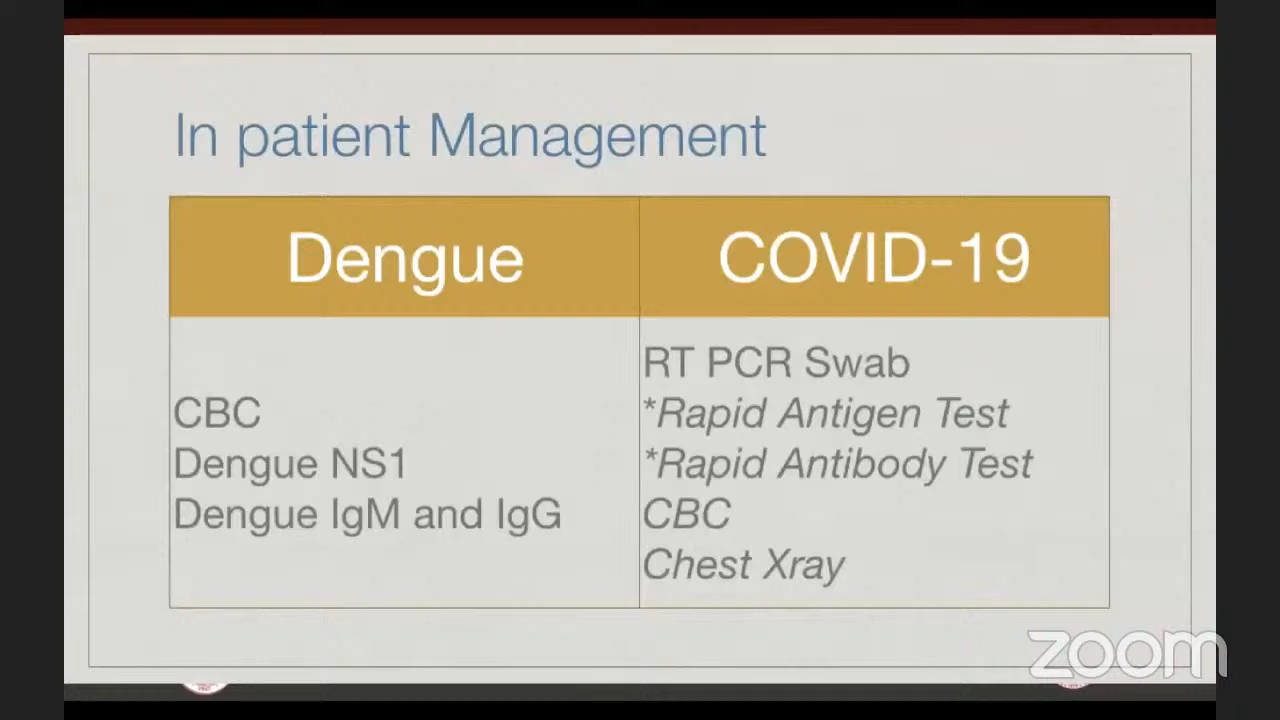 In patient Management
Dengue
COVID-19
CBC
Dengue NS1
Dengue IgM and IgG
RT PCR Swab
*Rapid Antigen Test
*Rapid Antibody Test
CBC
Chest Xray
zoom